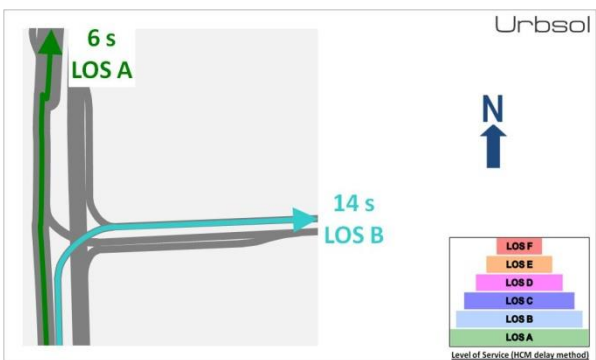 Urbsol
6 s
LOS A
N
14 s
LOS B
LOS F
LOS E
LOS D
LOS C
LOS B
LOS A
Level of Service (HCM delay method)